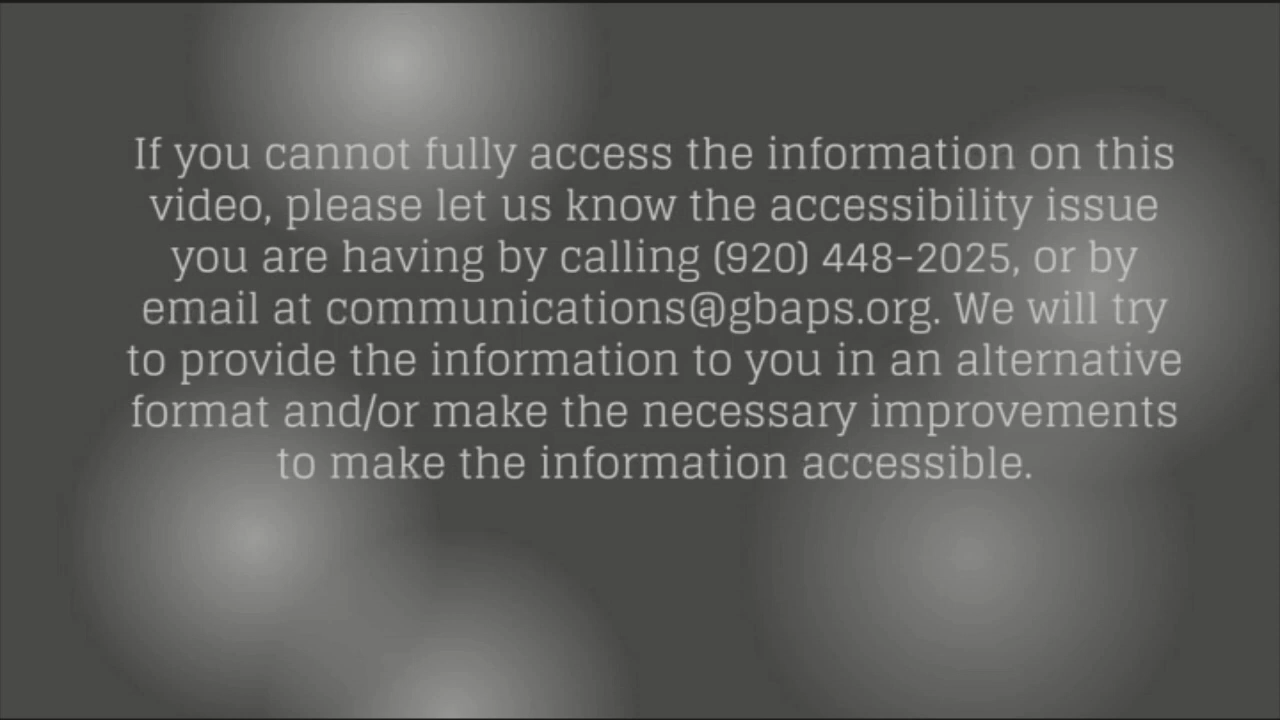 If you cannot fully access the information on this
video, please let us know the accessibility issue
you are having by calling (920) 448-2025, or by
email at communications@gbaps.org. We will try
to provide the information to you in an alternative
format and/or make the necessary improvements
to make the information accessible.